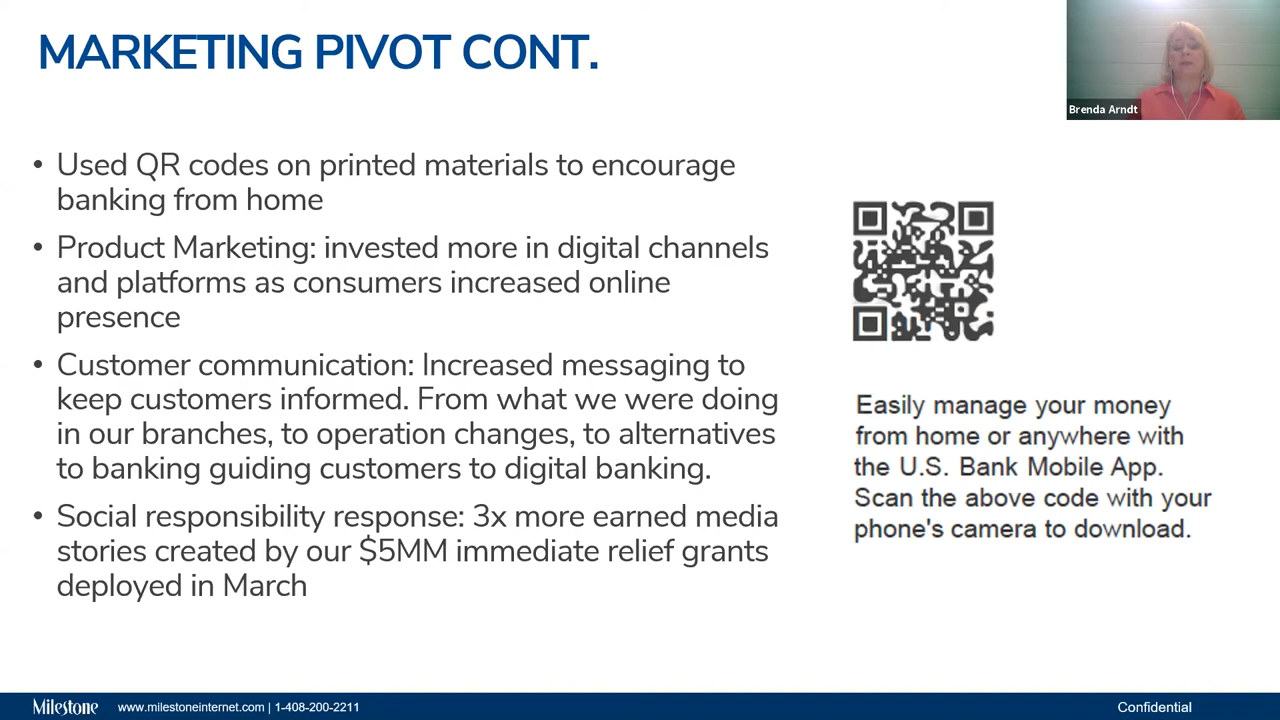 MARKETING PIVOT CONT.
Brenda Arndt
• Used QR codes on printed materials to encourage
banking from home
• Product Marketing: invested more in digital channels
and platforms as consumers increased online
presence
• Customer communication: Increased messaging to
keep customers informed. From what we were doing
in our branches, to operation changes, to alternatives
to banking guiding customers to digital banking.
• Social responsibility response: 3x more earned media
stories created by our $5MM immediate relief grants
deployed in March
Easily manage your money
from home or anywhere with
the U.S. Bank Mobile App.
Scan the above code with your
phone's camera to download.
Milestone
www.milestoneinternet.com | 1-408-200-2211
Confidential